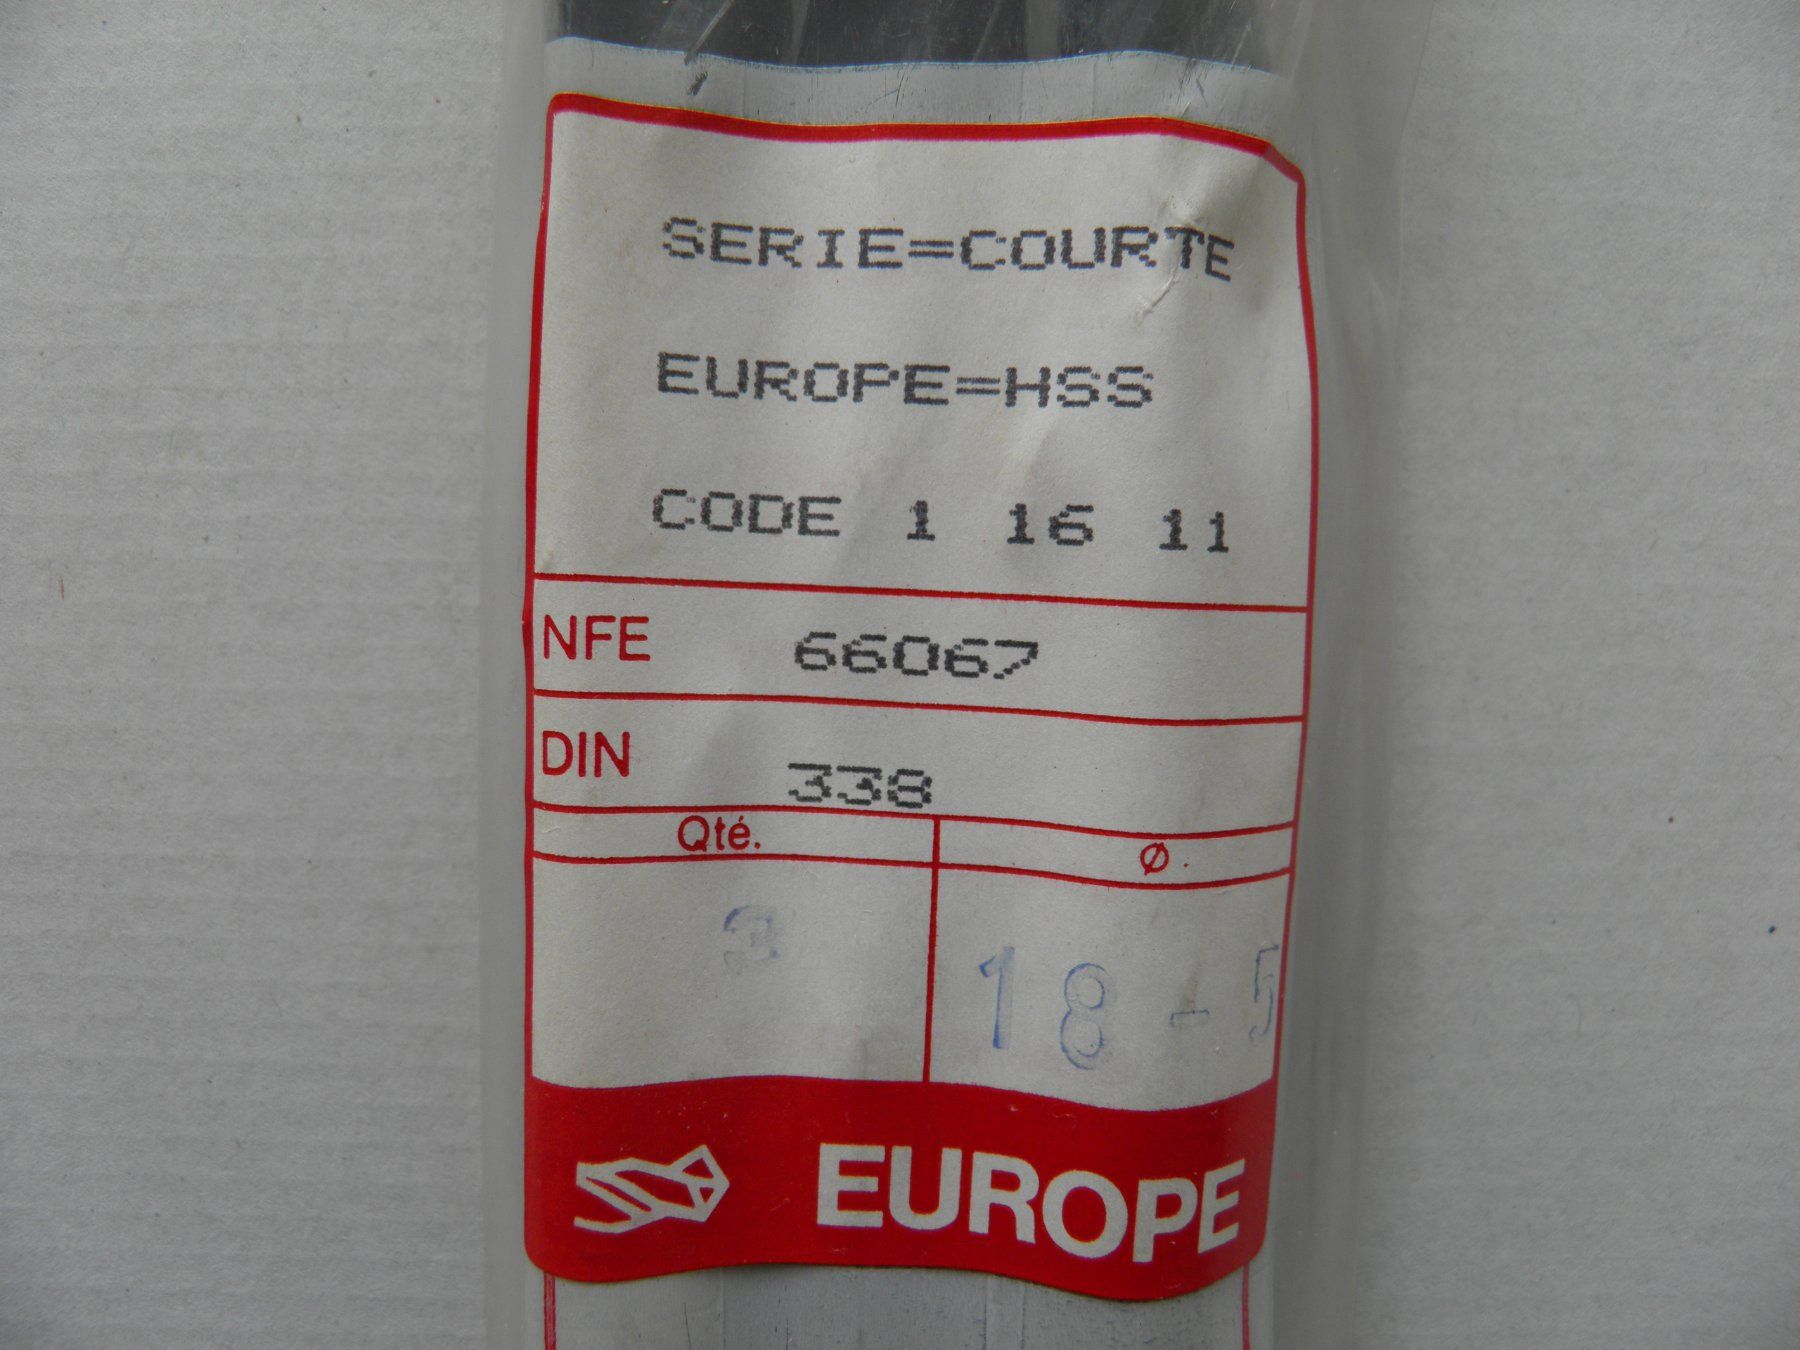 SERIE=COURTE
EUROPE=HSS
CODE 1 16 11
NFE 66067
DIN 338
Qté. Ø.
3 18-5
EUROPE